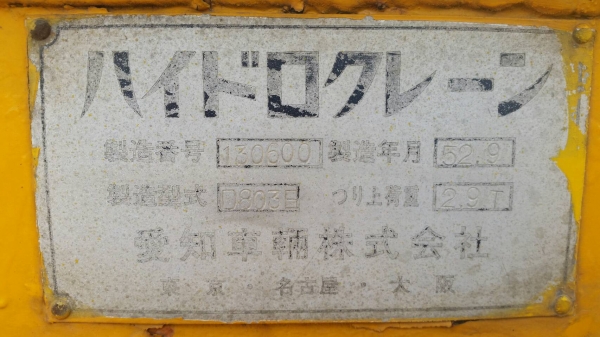 ハイドロクレーン
製造番号 130600 製造年月 52.9
製造型式 D803H つり上荷重 2.9T
愛知車輌株式会社
東京・名古屋・大阪